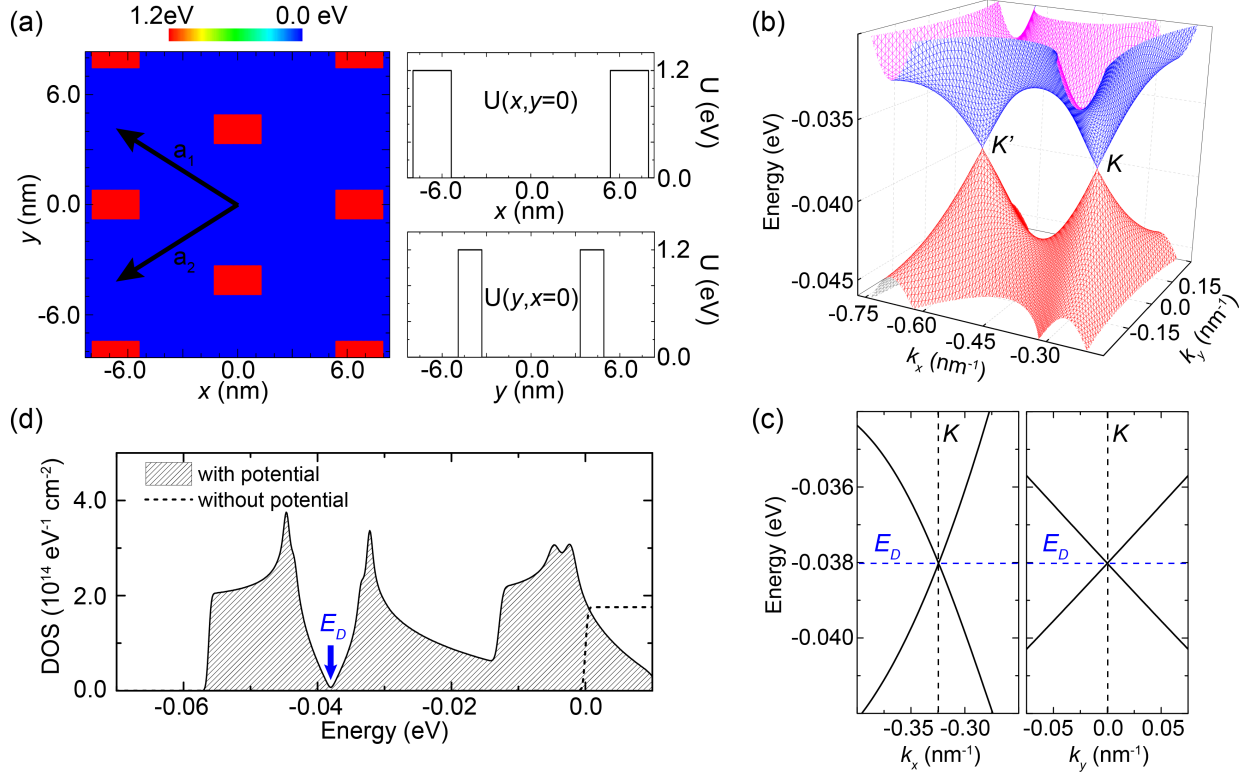 (a)
1.2eV
0.0 eV
6.0
0.0
-6.0
y (nm)
a1
a2
-6.0
0.0
6.0
x (nm)
U(x,y=0)
1.2
0.0
U (eV)
-6.0
0.0
6.0
x (nm)
U(y,x=0)
1.2
0.0
U (eV)
-6.0
0.0
6.0
y (nm)
(b)
-0.035
-0.040
-0.045
Energy (eV)
K'
K
-0.75
-0.60
-0.45
-0.30
kx (nm-1)
0.15
0.0
-0.15
ky (nm-1)
(d)
with potential
without potential
4.0
2.0
0.0
DOS (10^14 eV-1 cm-2)
ED
-0.06
-0.04
-0.02
0.0
Energy (eV)
(c)
K
K
-0.036
-0.038
-0.040
Energy (eV)
ED
ED
-0.35
-0.30
kx (nm-1)
-0.05
0.0
0.05
ky (nm-1)